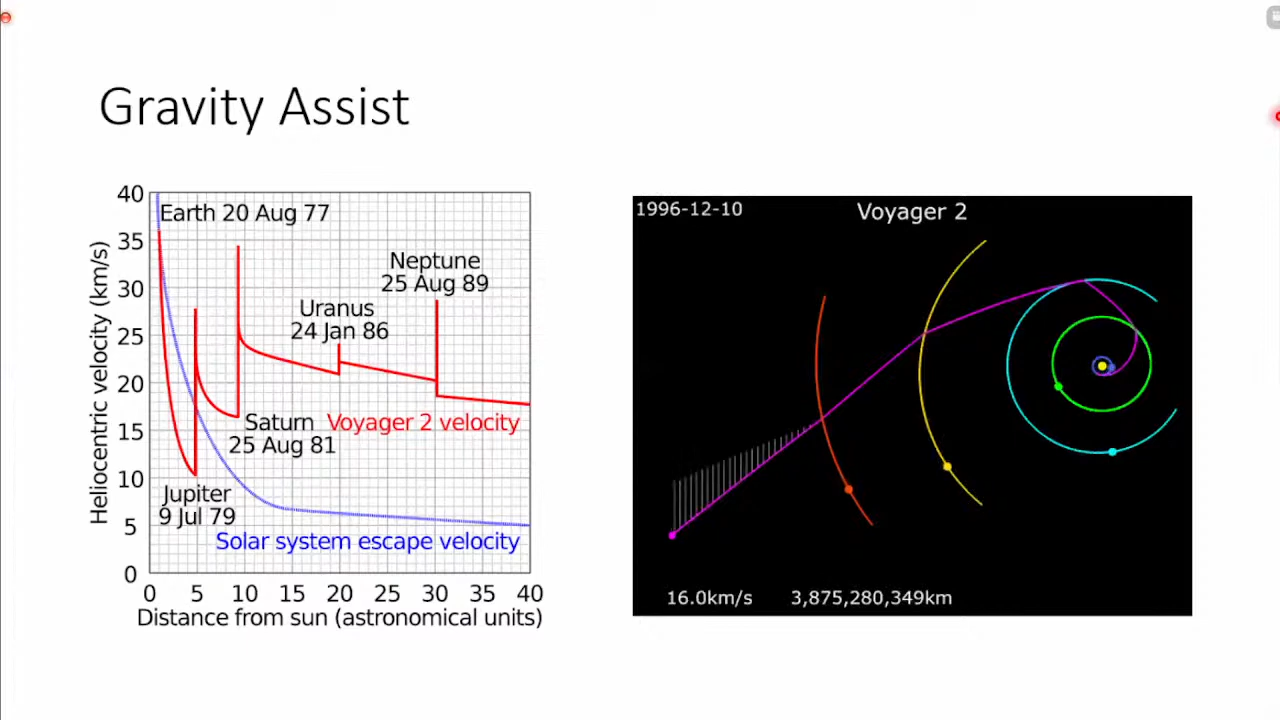 Gravity Assist
40
35
30
25
20
15
10
5
0
Heliocentric velocity (km/s)
Earth 20 Aug 77
Neptune
25 Aug 89
Uranus
24 Jan 86
Saturn
25 Aug 81
Voyager 2 velocity
Jupiter
9 Jul 79
Solar system escape velocity
0 5 10 15 20 25 30 35 40
Distance from sun (astronomical units)
1996-12-10
Voyager 2
16.0km/s 3,875,280,349km